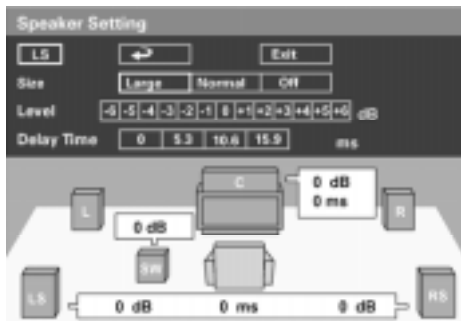 Speaker Setting
LS Exit
Size Large Normal Off
Level -6 -5 -4 -3 -2 -1 0 +1 +2 +3 +4 +5 +6 dB
Delay Time 0 5.3 10.6 15.9 ms
C 0 dB
0 ms
L R
0 dB
SW
LS RS
0 dB 0 ms 0 dB